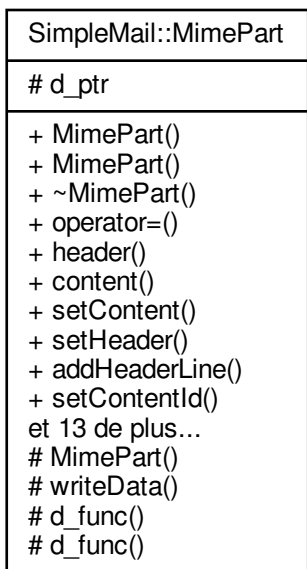 SimpleMail::MimePart
# d_ptr
+ MimePart()
+ MimePart()
+ ~MimePart()
+ operator=()
+ header()
+ content()
+ setContent()
+ setHeader()
+ addHeaderLine()
+ setContentId()
et 13 de plus...
# MimePart()
# writeData()
# d_func()
# d_func()